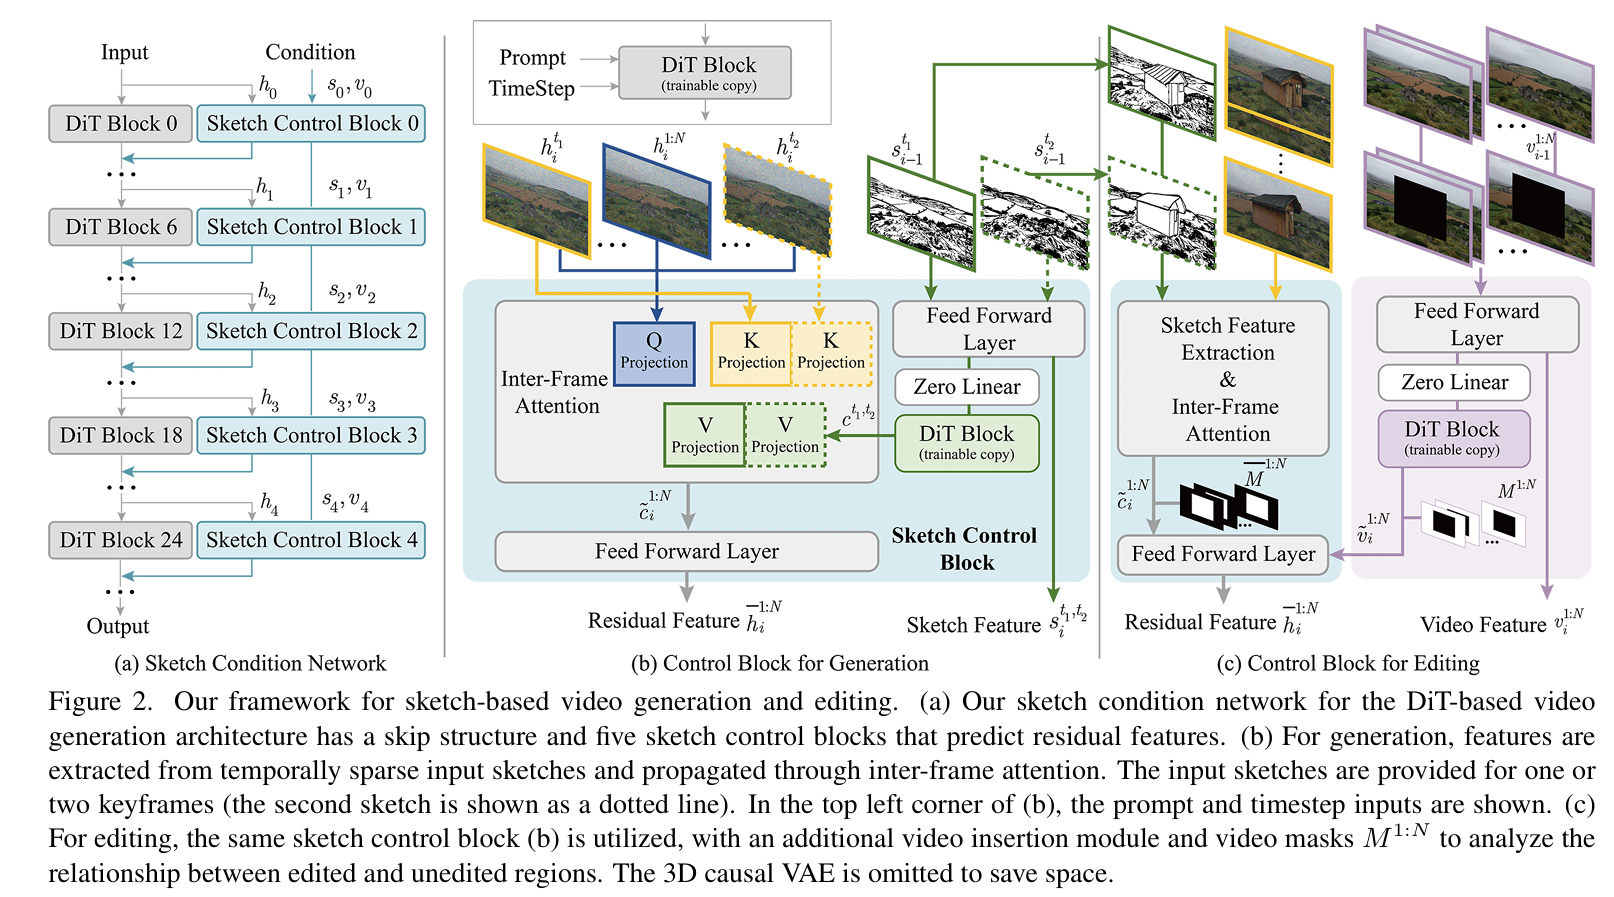 Input
Condition
h_0
s_0, v_0
DiT Block 0
Sketch Control Block 0
...
h_1
s_1, v_1
DiT Block 6
Sketch Control Block 1
...
h_2
s_2, v_2
DiT Block 12
Sketch Control Block 2
...
h_3
s_3, v_3
DiT Block 18
Sketch Control Block 3
...
h_4
s_4, v_4
DiT Block 24
Sketch Control Block 4
...
Output
(a) Sketch Condition Network
Prompt
TimeStep
DiT Block
(trainable copy)
h_i^{t_1}
h_i^{1:N}
h_i^{t_2}
...
...
s_{i-1}^{t_1}
s_{i-1}^{t_2}
Q
Projection
K
Projection
K
Projection
Inter-Frame
Attention
V
Projection
V
Projection
c^{t_1,t_2}
Feed Forward
Layer
Zero Linear
DiT Block
(trainable copy)
c̃_i^{1:N}
Feed Forward Layer
Sketch Control
Block
Residual Feature h̅_i^{1:N}
Sketch Feature s_i^{t_1,t_2}
(b) Control Block for Generation
...
...
v_{i-1}^{1:N}
...
Sketch Feature
Extraction
&
Inter-Frame
Attention
c̃_i^{1:N}
M̅^{1:N}
...
Feed Forward Layer
Residual Feature h̅_i^{1:N}
Feed Forward
Layer
Zero Linear
DiT Block
(trainable copy)
M^{1:N}
ṽ_i^{1:N}
...
Video Feature v_i^{1:N}
(c) Control Block for Editing
Figure 2. Our framework for sketch-based video generation and editing. (a) Our sketch condition network for the DiT-based video
generation architecture has a skip structure and five sketch control blocks that predict residual features. (b) For generation, features are
extracted from temporally sparse input sketches and propagated through inter-frame attention. The input sketches are provided for one or
two keyframes (the second sketch is shown as a dotted line). In the top left corner of (b), the prompt and timestep inputs are shown. (c)
For editing, the same sketch control block (b) is utilized, with an additional video insertion module and video masks M^{1:N} to analyze the
relationship between edited and unedited regions. The 3D causal VAE is omitted to save space.